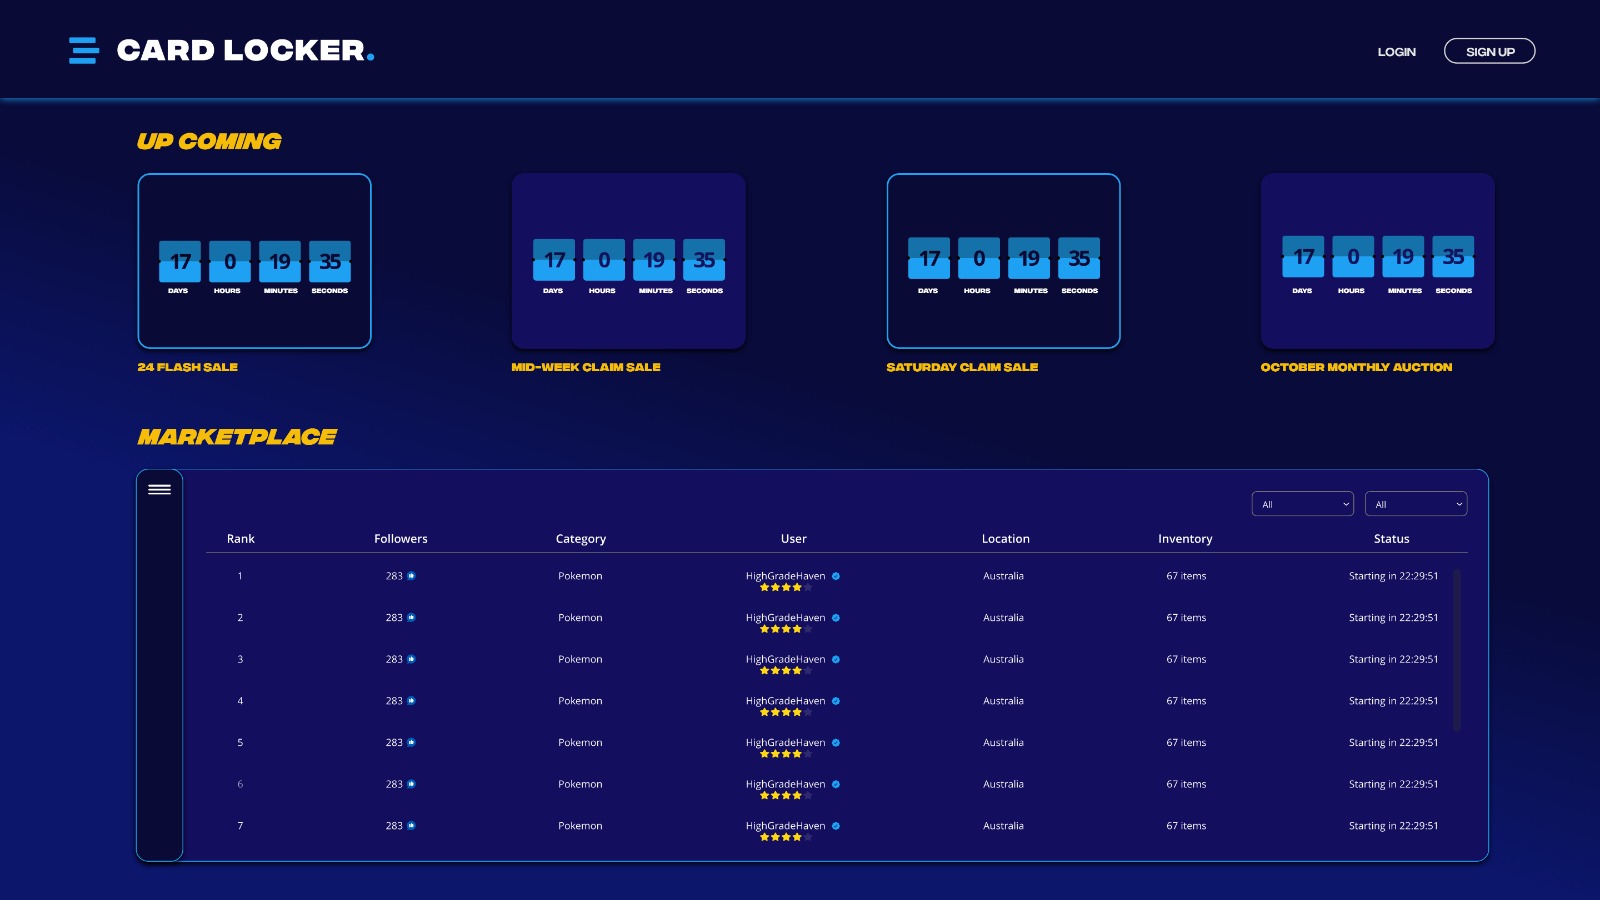 CARD LOCKER.
LOGIN
SIGN UP
UP COMING
17 0 19 35
DAYS HOURS MINUTES SECONDS
24 FLASH SALE
17 0 19 35
DAYS HOURS MINUTES SECONDS
MID-WEEK CLAIM SALE
17 0 19 35
DAYS HOURS MINUTES SECONDS
SATURDAY CLAIM SALE
17 0 19 35
DAYS HOURS MINUTES SECONDS
OCTOBER MONTHLY AUCTION
MARKETPLACE
All All
Rank Followers Category User Location Inventory Status
1 283 Pokemon HighGradeHaven Australia 67 items Starting in 22:29:51
2 283 Pokemon HighGradeHaven Australia 67 items Starting in 22:29:51
3 283 Pokemon HighGradeHaven Australia 67 items Starting in 22:29:51
4 283 Pokemon HighGradeHaven Australia 67 items Starting in 22:29:51
5 283 Pokemon HighGradeHaven Australia 67 items Starting in 22:29:51
6 283 Pokemon HighGradeHaven Australia 67 items Starting in 22:29:51
7 283 Pokemon HighGradeHaven Australia 67 items Starting in 22:29:51